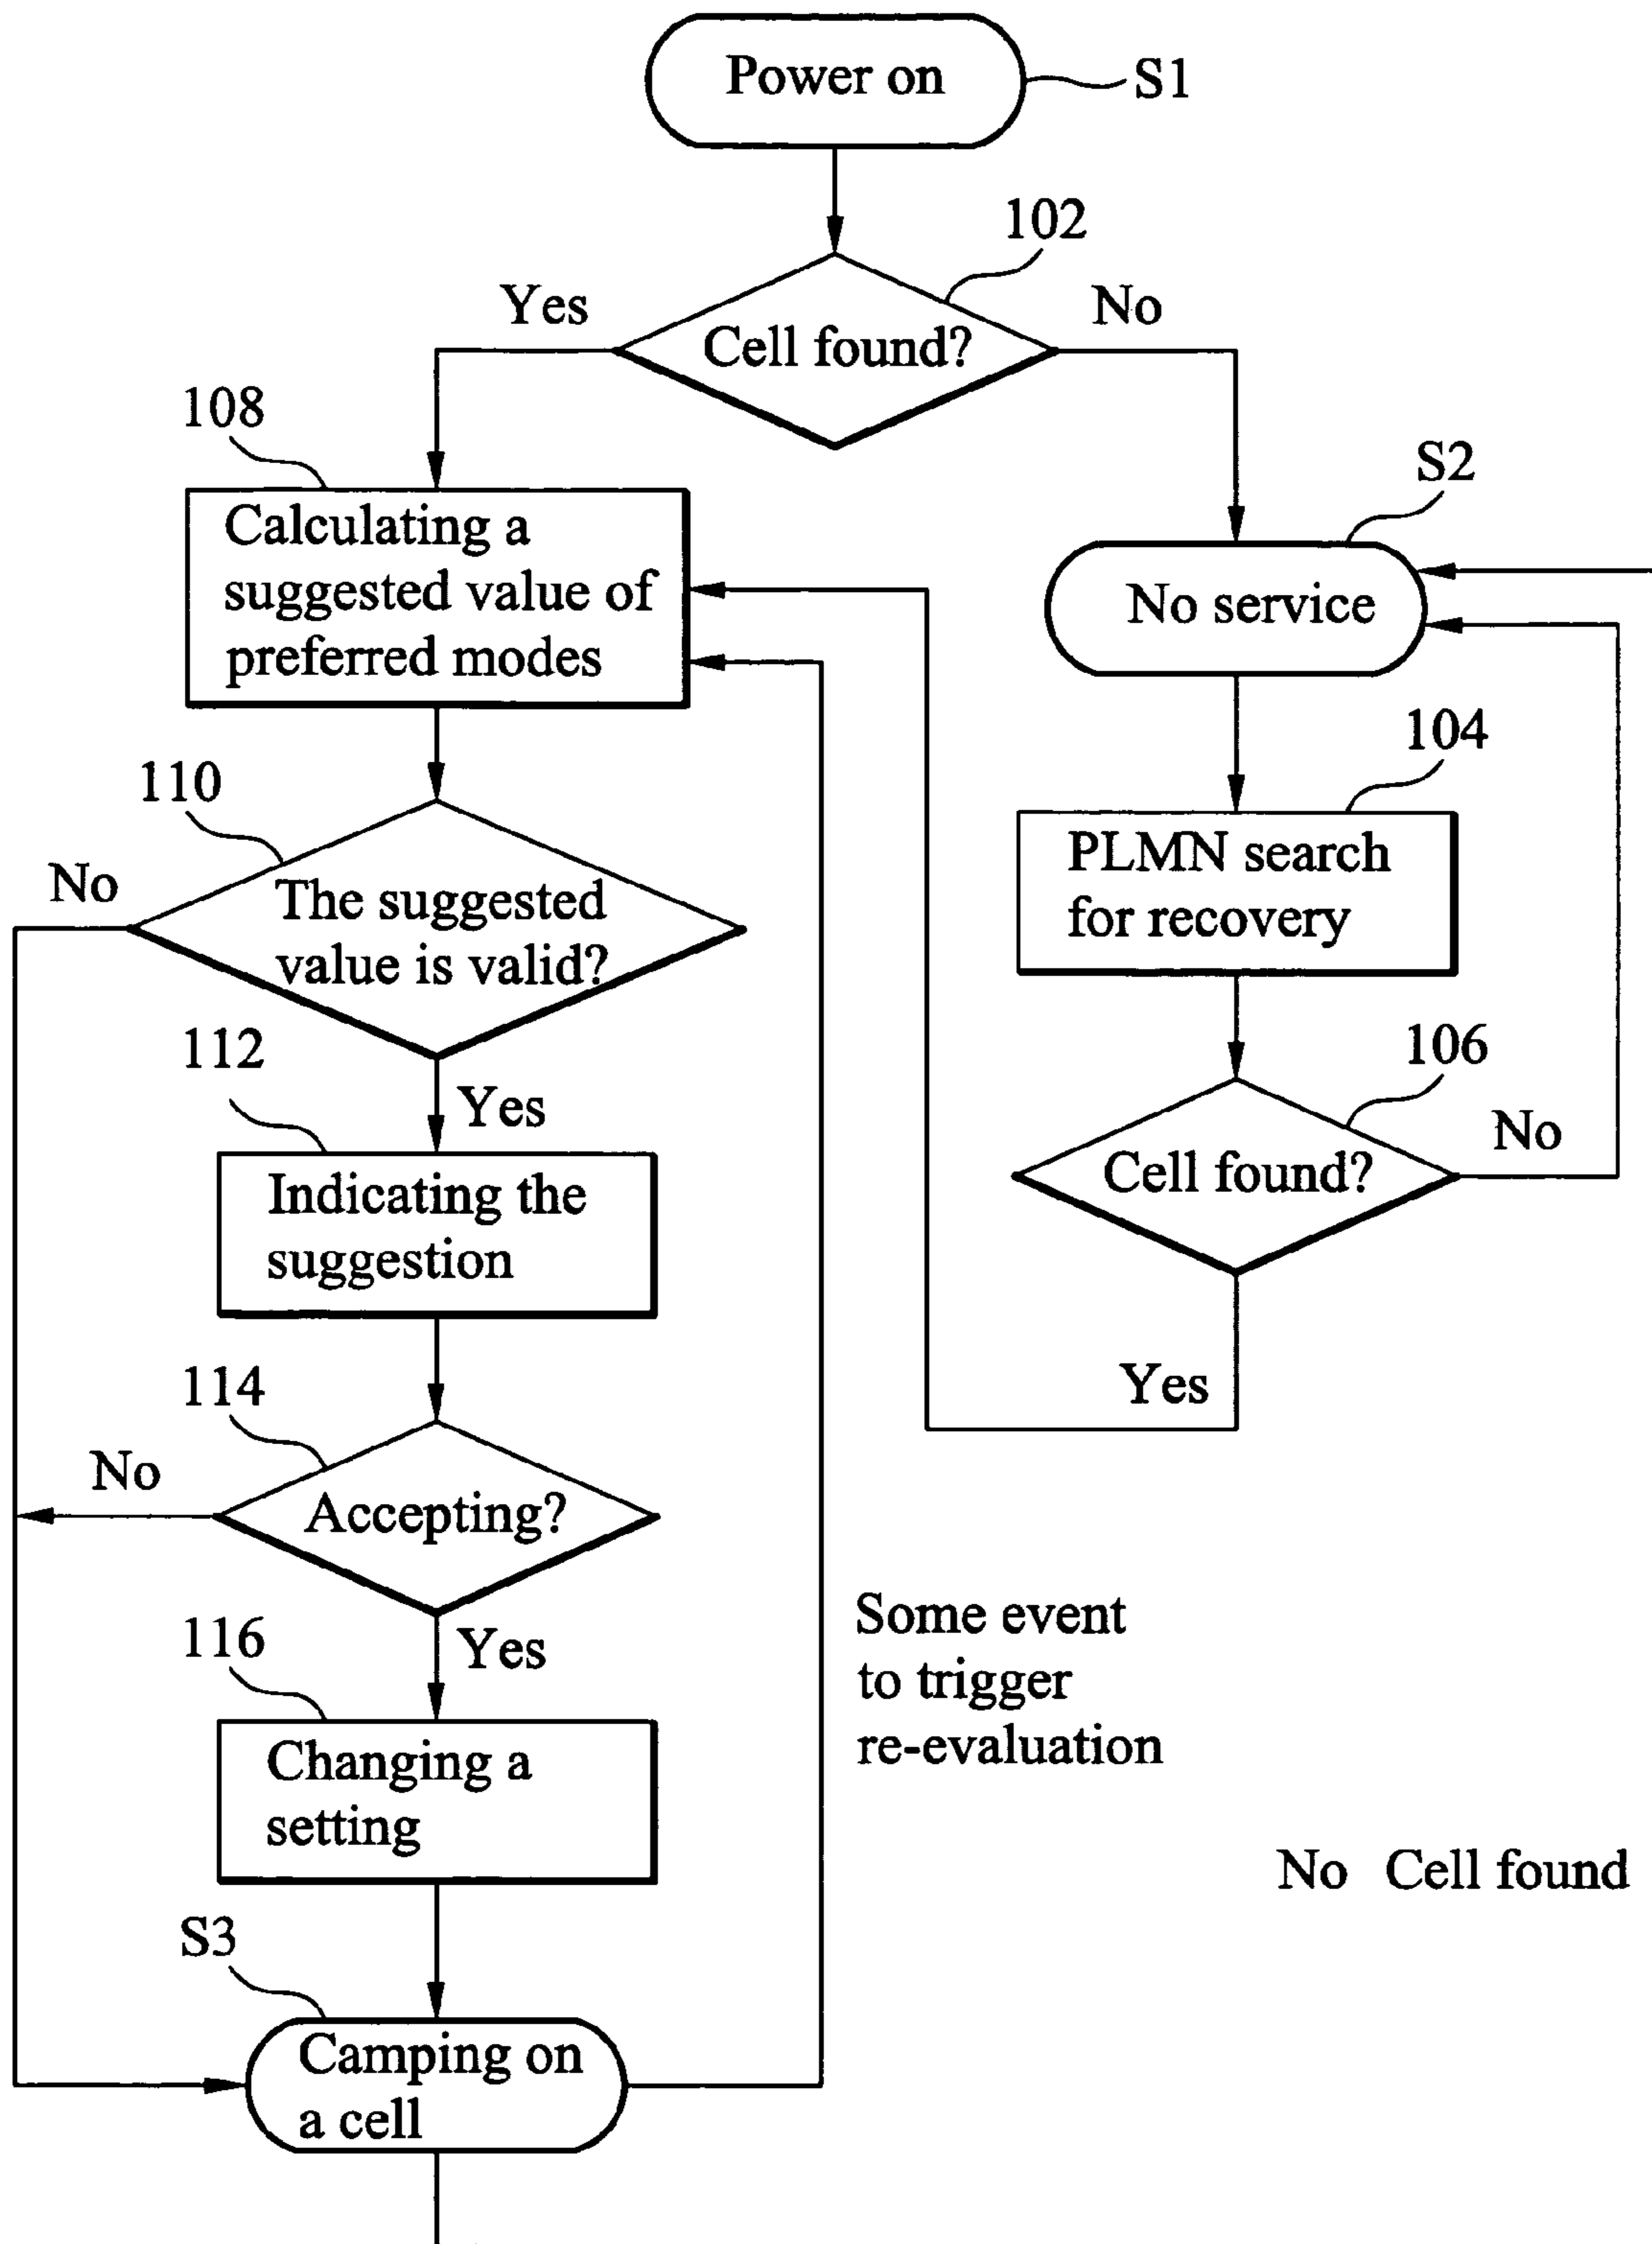 Power on
S1
102
Yes
No
Cell found?
108
S2
Calculating a
suggested value of
preferred modes
No service
104
110
No
PLMN search
for recovery
The suggested
value is valid?
112
106
Yes
No
Indicating the
suggestion
Cell found?
114
Yes
No
Accepting?
Some event
to trigger
re-evaluation
116
Yes
Changing a
setting
No Cell found
S3
Camping on
a cell